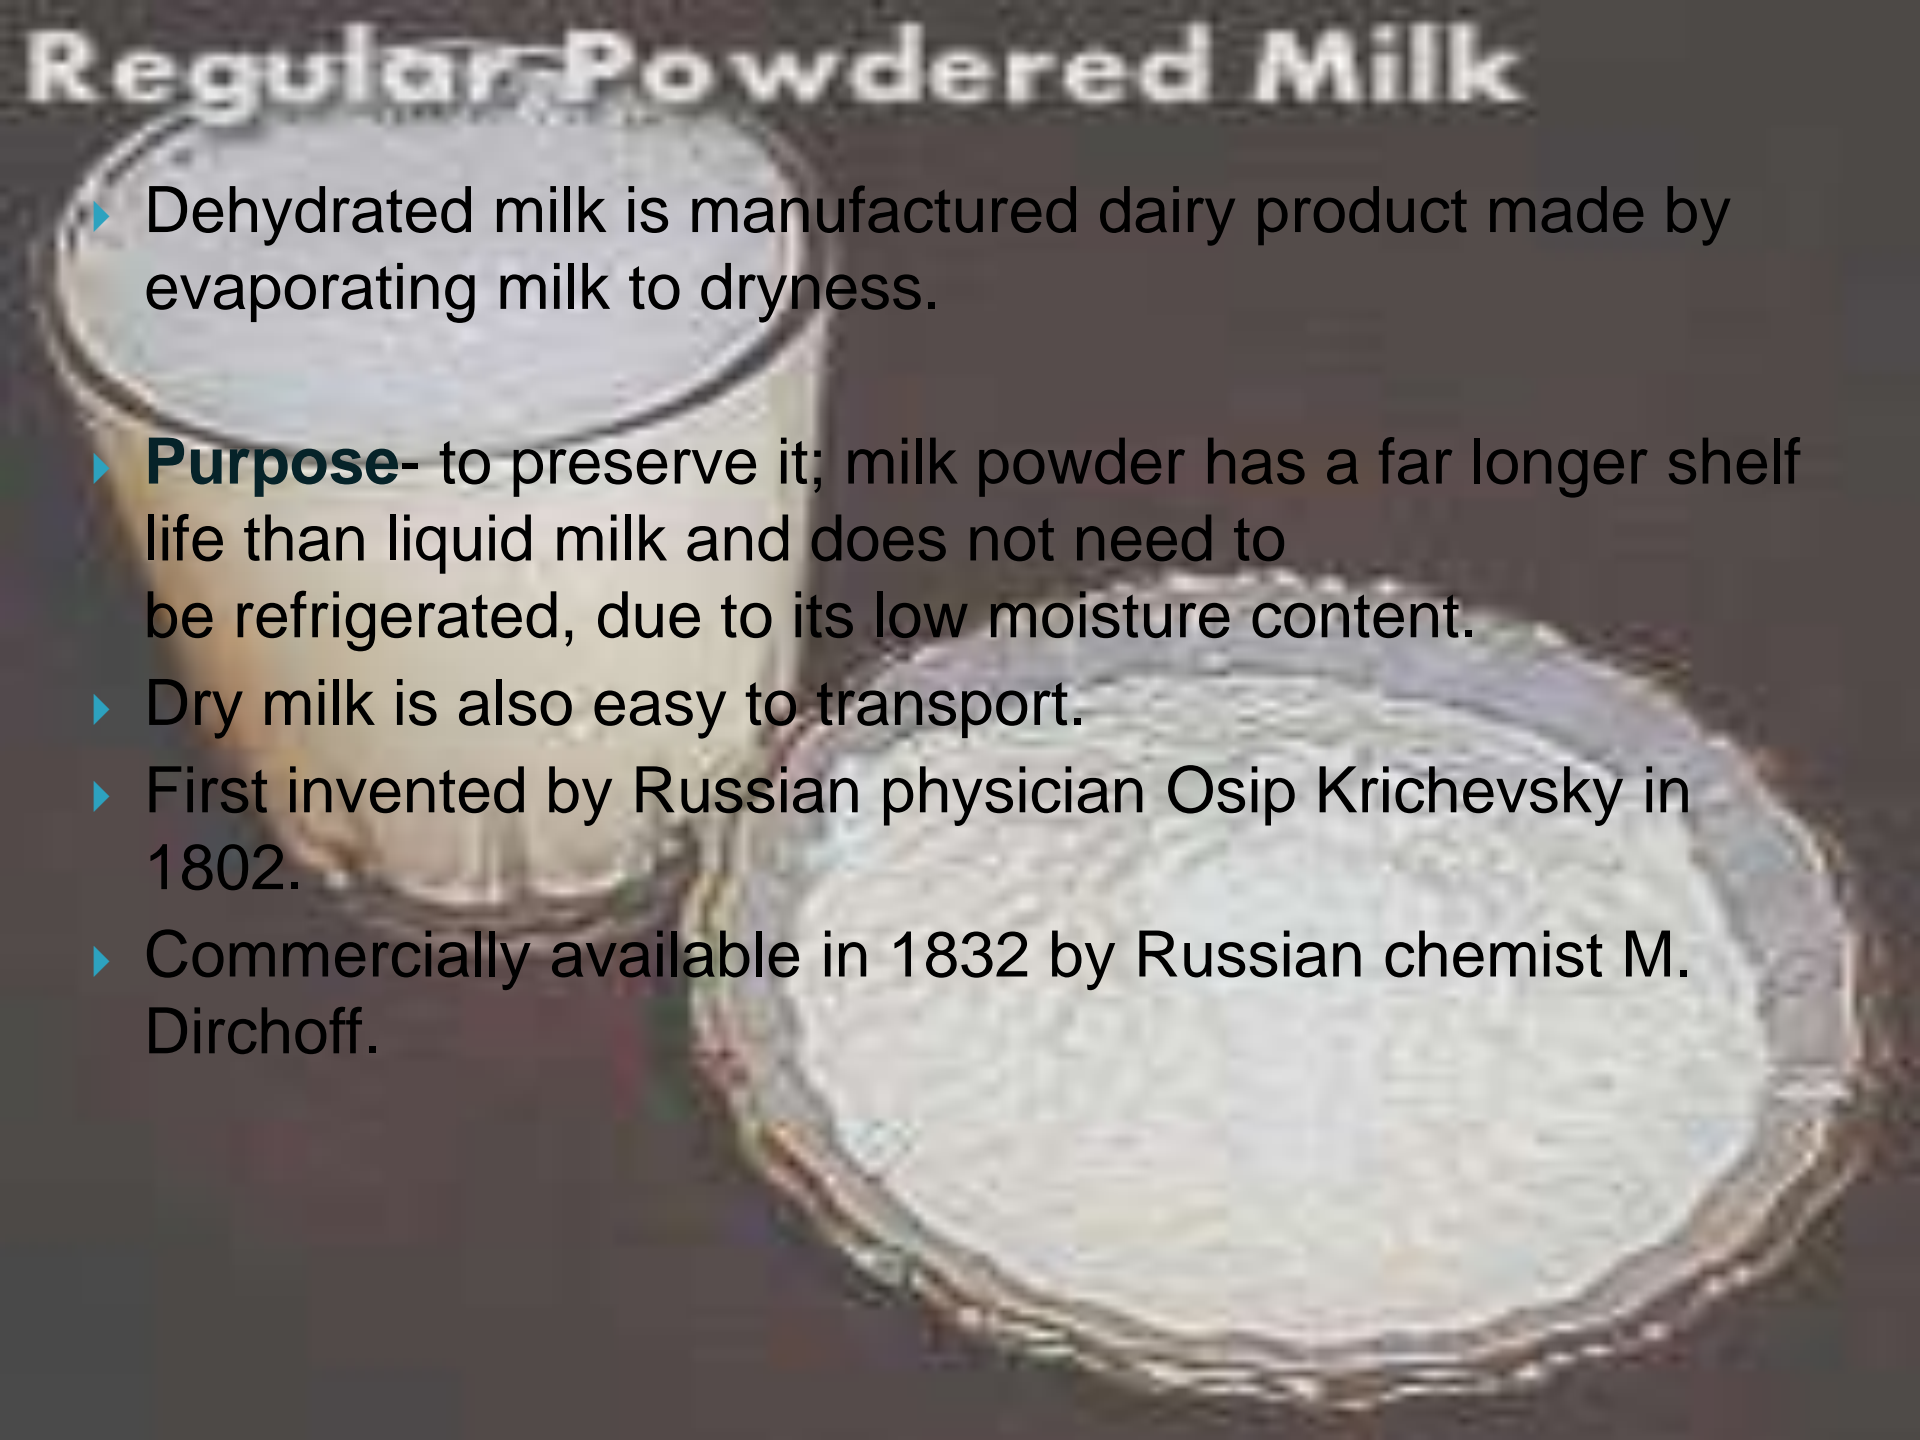 Regular Powdered Milk
Dehydrated milk is manufactured dairy product made by
evaporating milk to dryness.
Purpose- to preserve it; milk powder has a far longer shelf
life than liquid milk and does not need to
be refrigerated, due to its low moisture content.
Dry milk is also easy to transport.
First invented by Russian physician Osip Krichevsky in
1802.
Commercially available in 1832 by Russian chemist M.
Dirchoff.